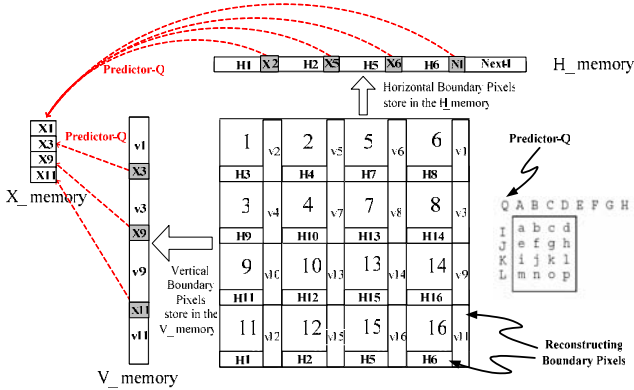 Predictor-Q
H1 X2 H2 X5 H5 X6 H6 N1 Next-I
H_memory
Horizontal Boundary Pixels
store in the H_memory
X1
X3
X9
X11
X_memory
Predictor-Q
v1
X3
v3
X9
v9
X11
v11
V_memory
Vertical
Boundary
Pixels
store in the
V_memory
1 v2 2 v5 5 v6 6 v1
H3 H4 H7 H8
3 v4 4 v7 7 v8 8 v3
H9 H10 H13 H14
9 v10 10 v13 13 v14 14 v9
H11 H12 H15 H16
11 v12 12 v15 15 v16 16 v11
H1 H2 H5 H6
Predictor-Q
Q A B C D E F G H
I a b c d
J e f g h
K i j k l
L m n o p
Reconstructing
Boundary Pixels